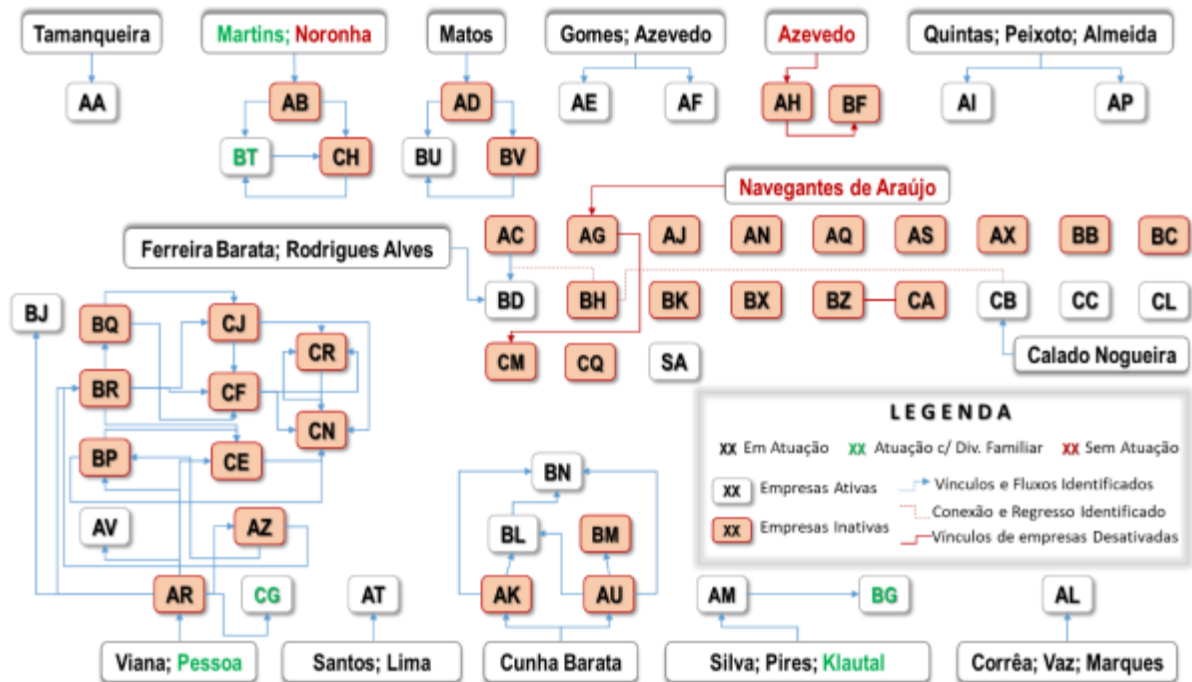 Tamanqueira
Martins; Noronha
Matos
Gomes; Azevedo
Azevedo
Quintas; Peixoto; Almeida
AA
AB
AD
AE
AF
AH
BF
AI
AP
BT
CH
BU
BV
Navegantes de Araújo
Ferreira Barata; Rodrigues Alves
AC
AG
AJ
AN
AQ
AS
AX
BB
BC
BD
BH
BK
BX
BZ
CA
CB
CC
CL
CM
CQ
SA
Calado Nogueira
BJ
BQ
CJ
CR
BR
CF
CN
BP
CE
AV
AZ
AR
CG
AT
BN
BL
BM
AK
AU
AM
BG
AL
LEGENDA
XX Em Atuação
XX Atuação c/ Div. Familiar
XX Sem Atuação
XX Empresas Ativas
Vínculos e Fluxos Identificados
XX Empresas Inativas
Conexão e Regresso Identificado
Vínculos de empresas Desativadas
Viana; Pessoa
Santos; Lima
Cunha Barata
Silva; Pires; Klautal
Corrêa; Vaz; Marques